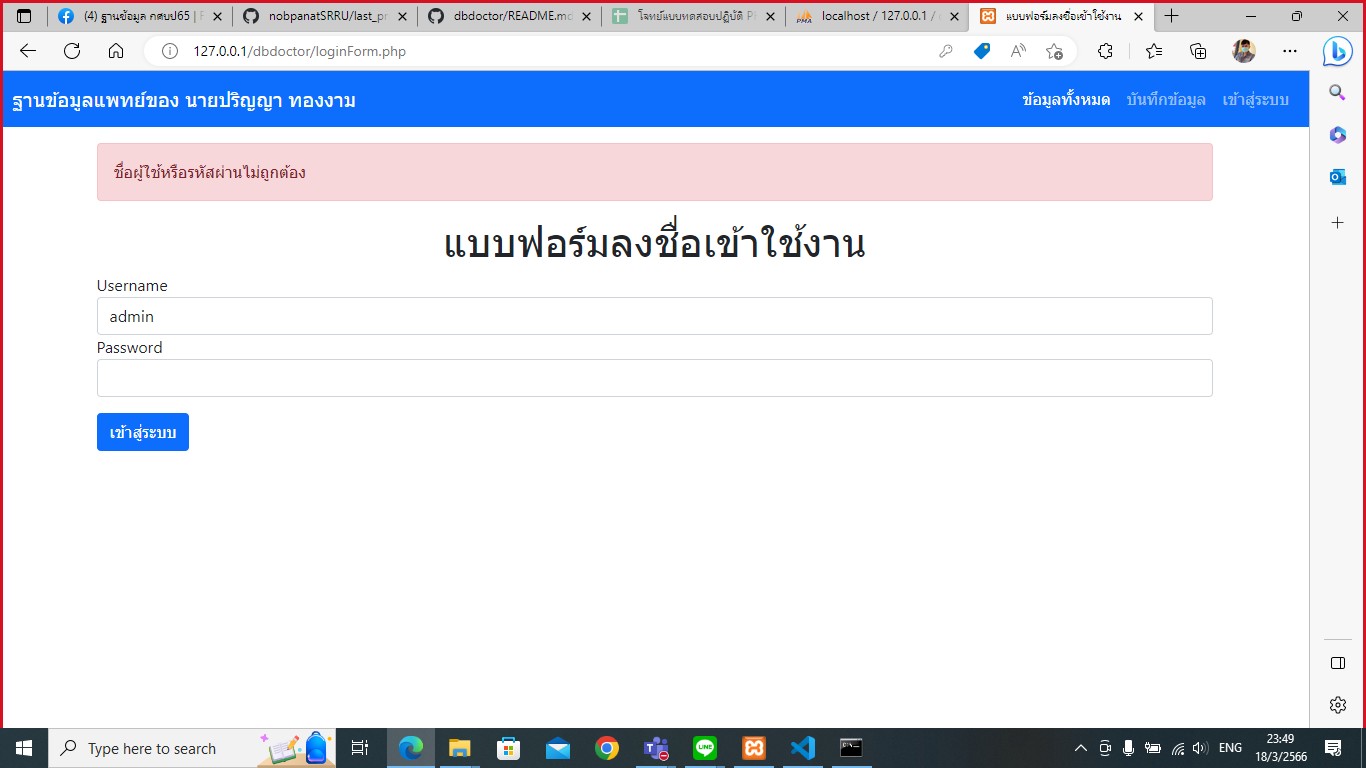 (4) ฐานข้อมูล กศบป65 | F
nobpanatSRRU/last_pr
dbdoctor/README.md
โจทย์แบบทดสอบปฏิบัติ P
localhost / 127.0.0.1 /
แบบฟอร์มลงชื่อเข้าใช้งาน
127.0.0.1/dbdoctor/loginForm.php
ฐานข้อมูลแพทย์ของ นายปริญญา ทองงาม
ข้อมูลทั้งหมด บันทึกข้อมูล เข้าสู่ระบบ
ชื่อผู้ใช้หรือรหัสผ่านไม่ถูกต้อง
แบบฟอร์มลงชื่อเข้าใช้งาน
Username
admin
Password
เข้าสู่ระบบ
Type here to search
ENG
23:49
18/3/2566